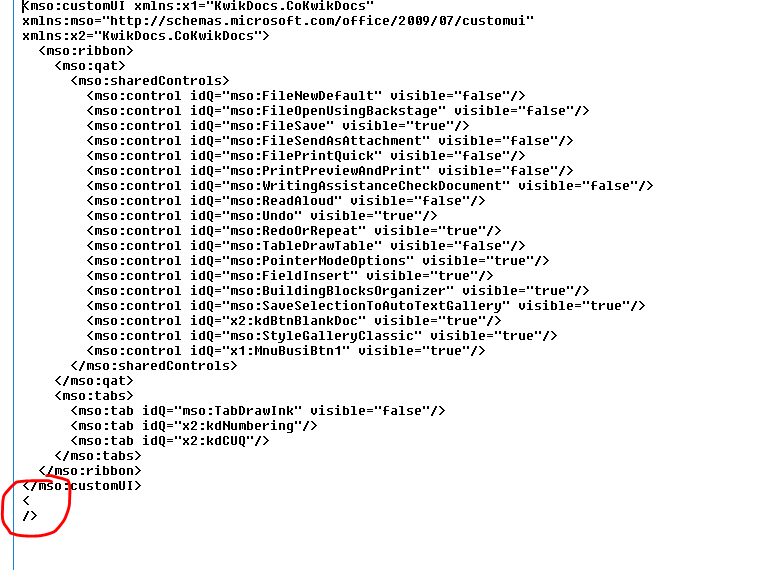 <mso:customUI xmlns:x1="KwikDocs.CoKwikDocs"
xmlns:mso="http://schemas.microsoft.com/office/2009/07/customui"
xmlns:x2="KwikDocs.CoKwikDocs">
<mso:ribbon>
<mso:qat>
<mso:sharedControls>
<mso:control idQ="mso:FileNewDefault" visible="false"/>
<mso:control idQ="mso:FileOpenUsingBackstage" visible="false"/>
<mso:control idQ="mso:FileSave" visible="true"/>
<mso:control idQ="mso:FileSendAsAttachment" visible="false"/>
<mso:control idQ="mso:FilePrintQuick" visible="false"/>
<mso:control idQ="mso:PrintPreviewAndPrint" visible="false"/>
<mso:control idQ="mso:WritingAssistanceCheckDocument" visible="false"/>
<mso:control idQ="mso:ReadAloud" visible="false"/>
<mso:control idQ="mso:Undo" visible="true"/>
<mso:control idQ="mso:RedoOrRepeat" visible="true"/>
<mso:control idQ="mso:TableDrawTable" visible="false"/>
<mso:control idQ="mso:PointerModeOptions" visible="true"/>
<mso:control idQ="mso:FieldInsert" visible="true"/>
<mso:control idQ="mso:BuildingBlocksOrganizer" visible="true"/>
<mso:control idQ="mso:SaveSelectionToAutoTextGallery" visible="true"/>
<mso:control idQ="x2:kdBtnBlankDoc" visible="true"/>
<mso:control idQ="mso:StyleGalleryClassic" visible="true"/>
<mso:control idQ="x1:MnuBusiBtn1" visible="true"/>
</mso:sharedControls>
</mso:qat>
<mso:tabs>
<mso:tab idQ="mso:TabDrawInk" visible="false"/>
<mso:tab idQ="x2:kdNumbering"/>
<mso:tab idQ="x2:kdCUQ"/>
</mso:tabs>
</mso:ribbon>
</mso:customUI>
<
/>